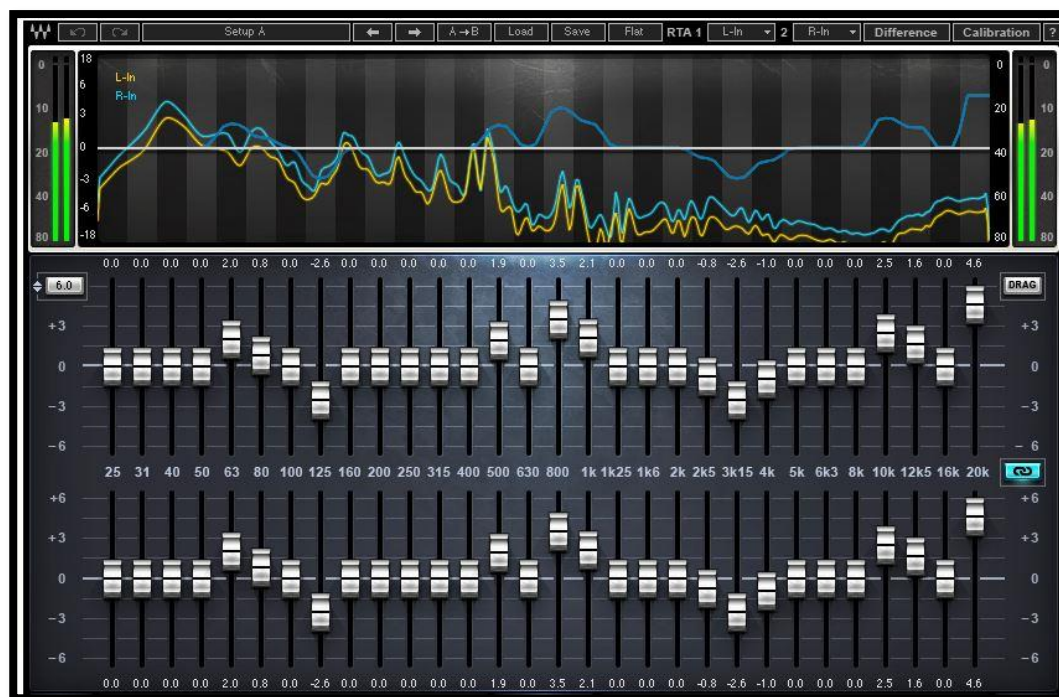 Setup A A→B Load Save Flat RTA 1 L-In 2 R-In Difference Calibration ?
0 18 0 0
L-In
6
R-In
10 3 20 10
20 0 40 20
-3
40 -6 60 40
80 -18 80 80
0.0 0.0 0.0 0.0 2.0 0.8 0.0 -2.6 0.0 0.0 0.0 0.0 0.0 1.9 0.0 3.5 2.1 0.0 0.0 0.0 -0.8 -2.6 -1.0 0.0 0.0 0.0 2.5 1.6 0.0 4.6
6.0 DRAG
+3 +3
0 0
-3 -3
-6 -6
25 31 40 50 63 80 100 125 160 200 250 315 400 500 630 800 1k 1k25 1k6 2k 2k5 3k15 4k 5k 6k3 8k 10k 12k5 16k 20k
+6 +6
+3 +3
0 0
-3 -3
-6 -6
0.0 0.0 0.0 0.0 2.0 0.8 0.0 -2.6 0.0 0.0 0.0 0.0 0.0 1.9 0.0 3.5 2.1 0.0 0.0 0.0 -0.8 -2.6 -1.0 0.0 0.0 0.0 2.5 1.6 0.0 4.6